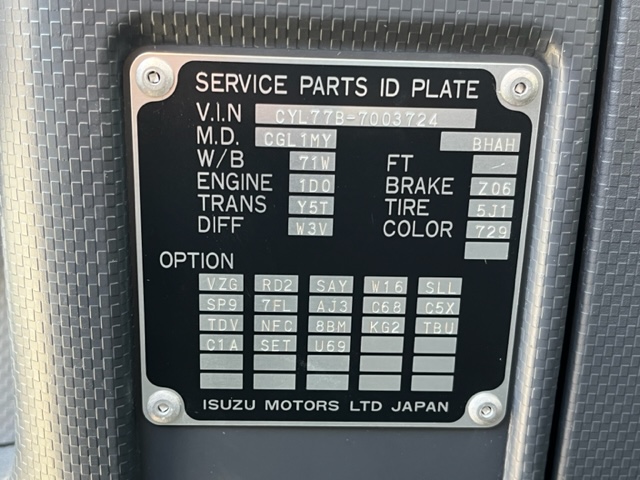 SERVICE PARTS ID PLATE
V.I.N CYL77B-7003724
M.D. CGL1MY BHAH
W/B 71W FT -
ENGINE 1D0 BRAKE Z06
TRANS Y5T TIRE 5J1
DIFF W3V COLOR 729
OPTION
VZG RD2 SAY W16 SLL
SP9 7FL AJ3 C68 C5X
TDV NFC 8BM KG2 TBU
C1A SET U69
ISUZU MOTORS LTD JAPAN